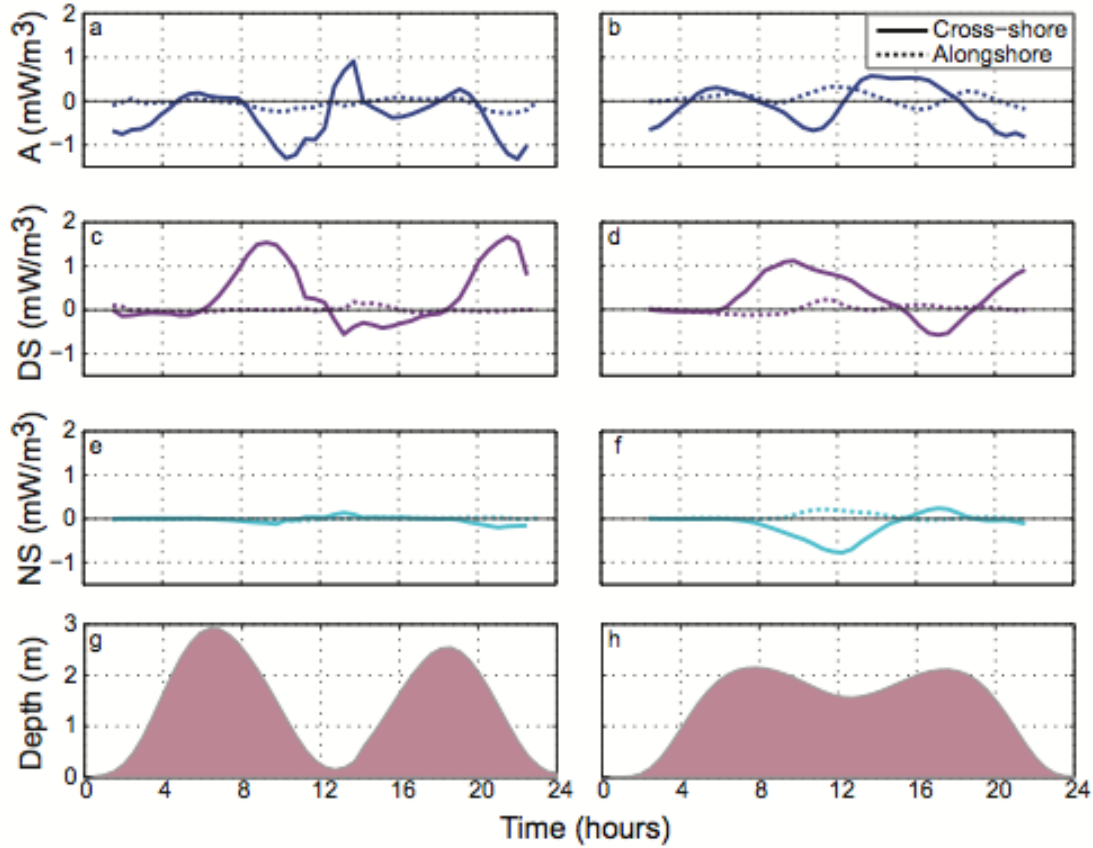 2
a
b
Cross-shore
Alongshore
1
0
-1
A (mW/m3)
2
c
d
1
0
-1
DS (mW/m3)
2
e
f
1
0
-1
NS (mW/m3)
3
g
h
2
1
0
Depth (m)
0 4 8 12 16 20 24 0 4 8 12 16 20 24
Time (hours)